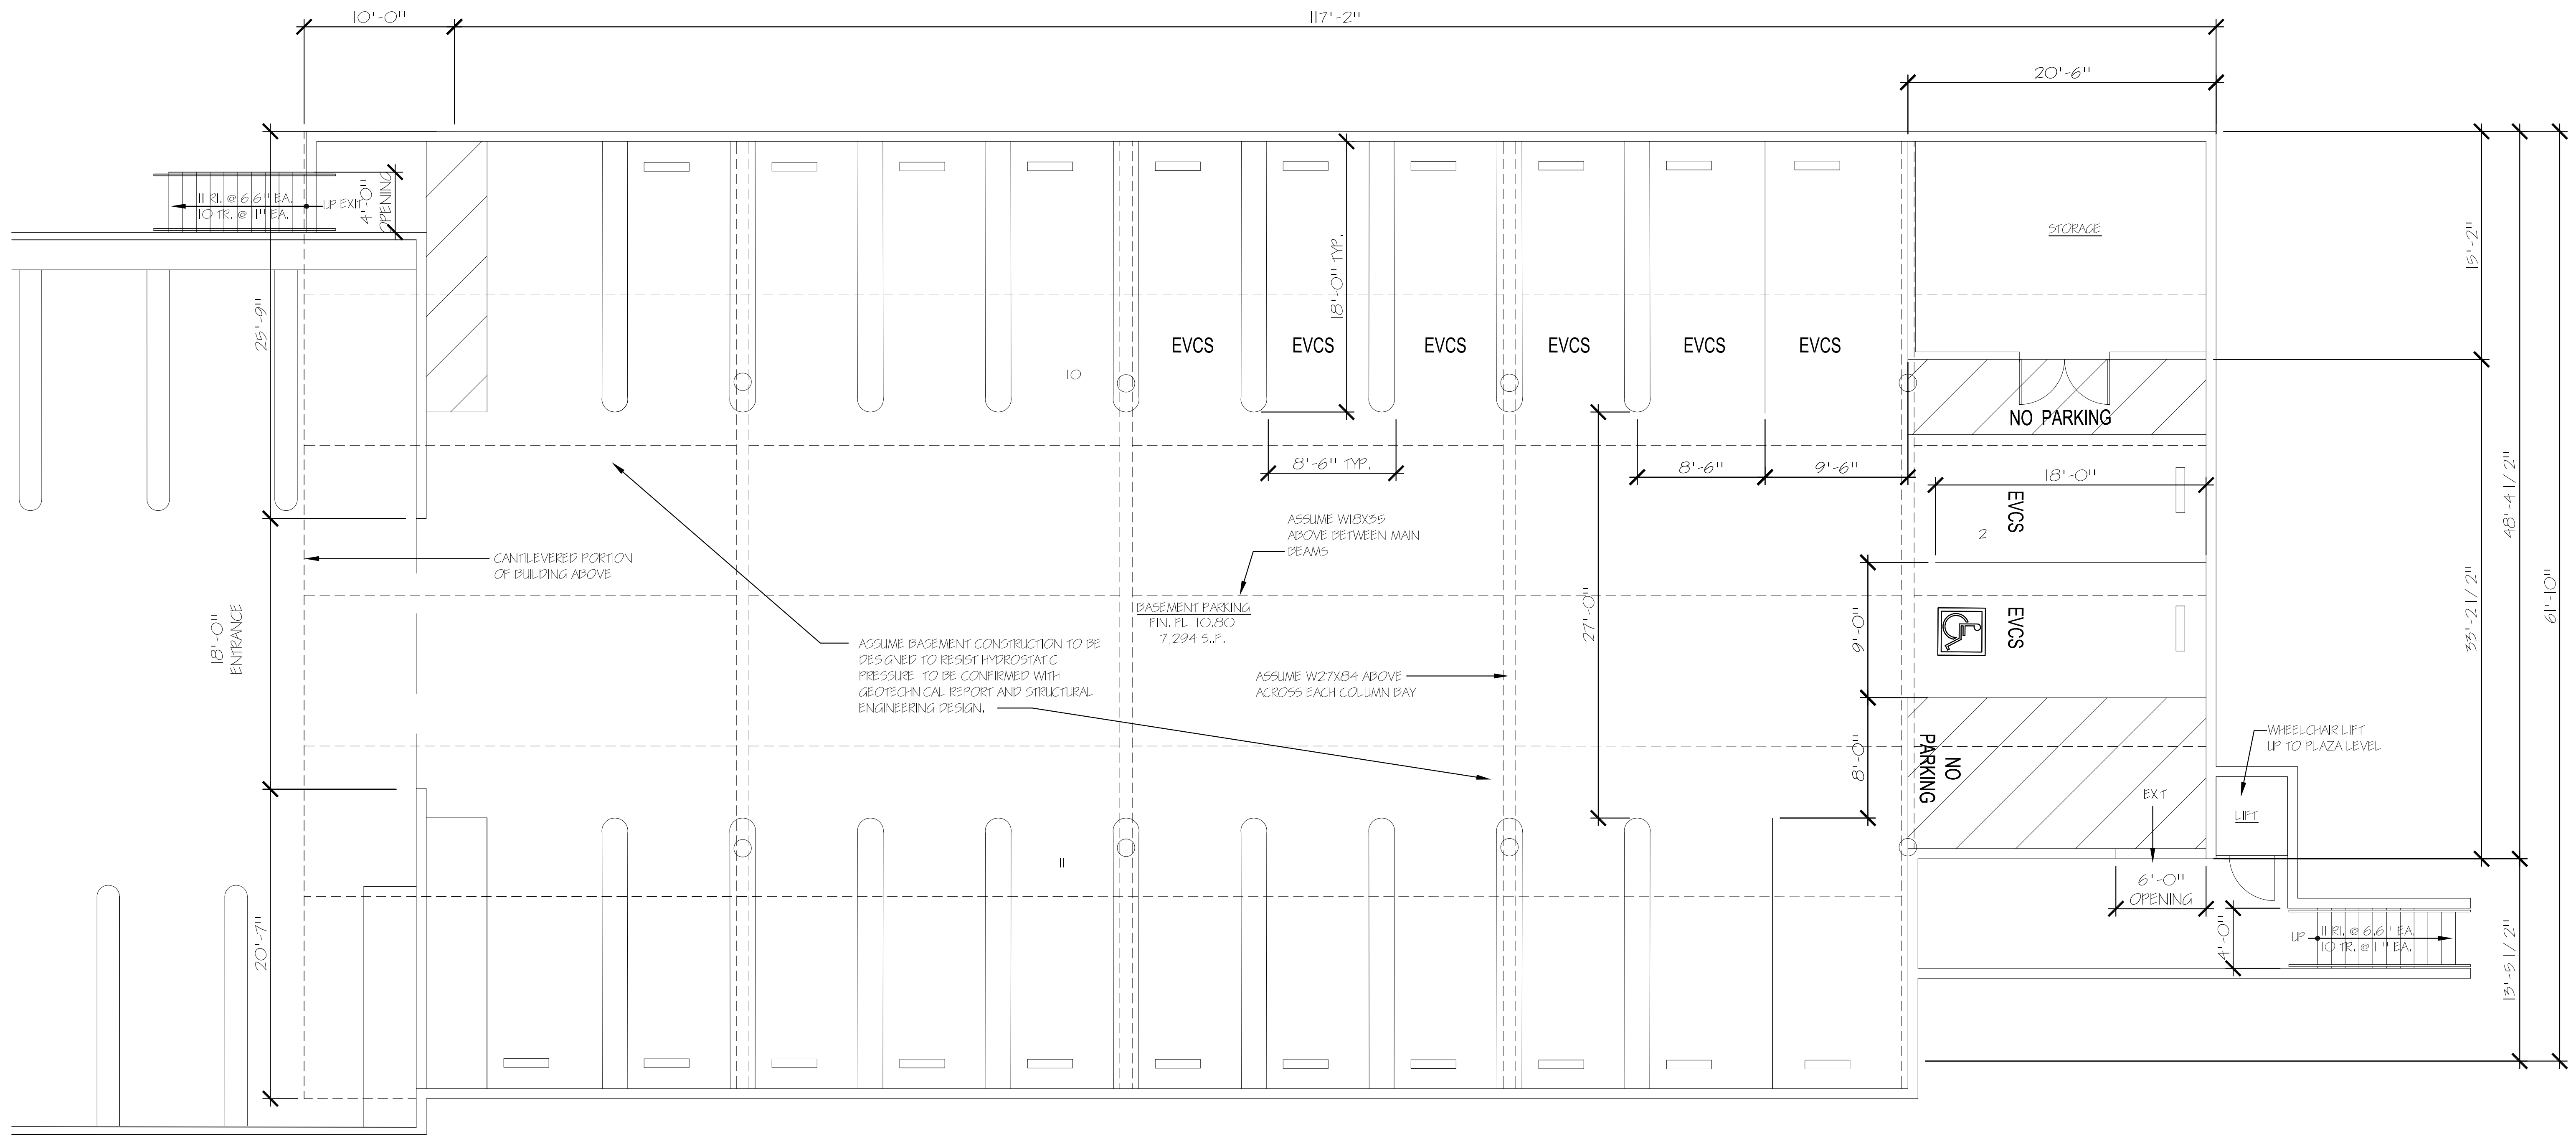 10'-0"
117'-2"
20'-6"
11 RI. @ 6.6" EA.
10 TR. @ 11" EA.
UP EXIT
4'-0"
OPENING
25'-9"
18'-0" TYP.
STORAGE
15'-2"
EVCS
EVCS
EVCS
EVCS
EVCS
EVCS
10
NO PARKING
8'-6" TYP.
8'-6"
9'-6"
18'-0"
EVCS
2
48'-4 1/2"
33'-2 1/2"
61'-10"
ASSUME W18X35
ABOVE BETWEEN MAIN
BEAMS
CANTILEVERED PORTION
OF BUILDING ABOVE
18'-0"
ENTRANCE
BASEMENT PARKING
FIN. FL. 10.80
7,294 S.F.
27'-0"
9'-0"
EVCS
ASSUME BASEMENT CONSTRUCTION TO BE
DESIGNED TO RESIST HYDROSTATIC
PRESSURE. TO BE CONFIRMED WITH
GEOTECHNICAL REPORT AND STRUCTURAL
ENGINEERING DESIGN.
ASSUME W27X84 ABOVE
ACROSS EACH COLUMN BAY
8'-0"
NO
PARKING
WHEELCHAIR LIFT
UP TO PLAZA LEVEL
EXIT
LIFT
11
20'-7"
6'-0"
OPENING
4'-0"
UP
11 RI. @ 6.6" EA.
10 TR. @ 11" EA.
13'-5 1/2"